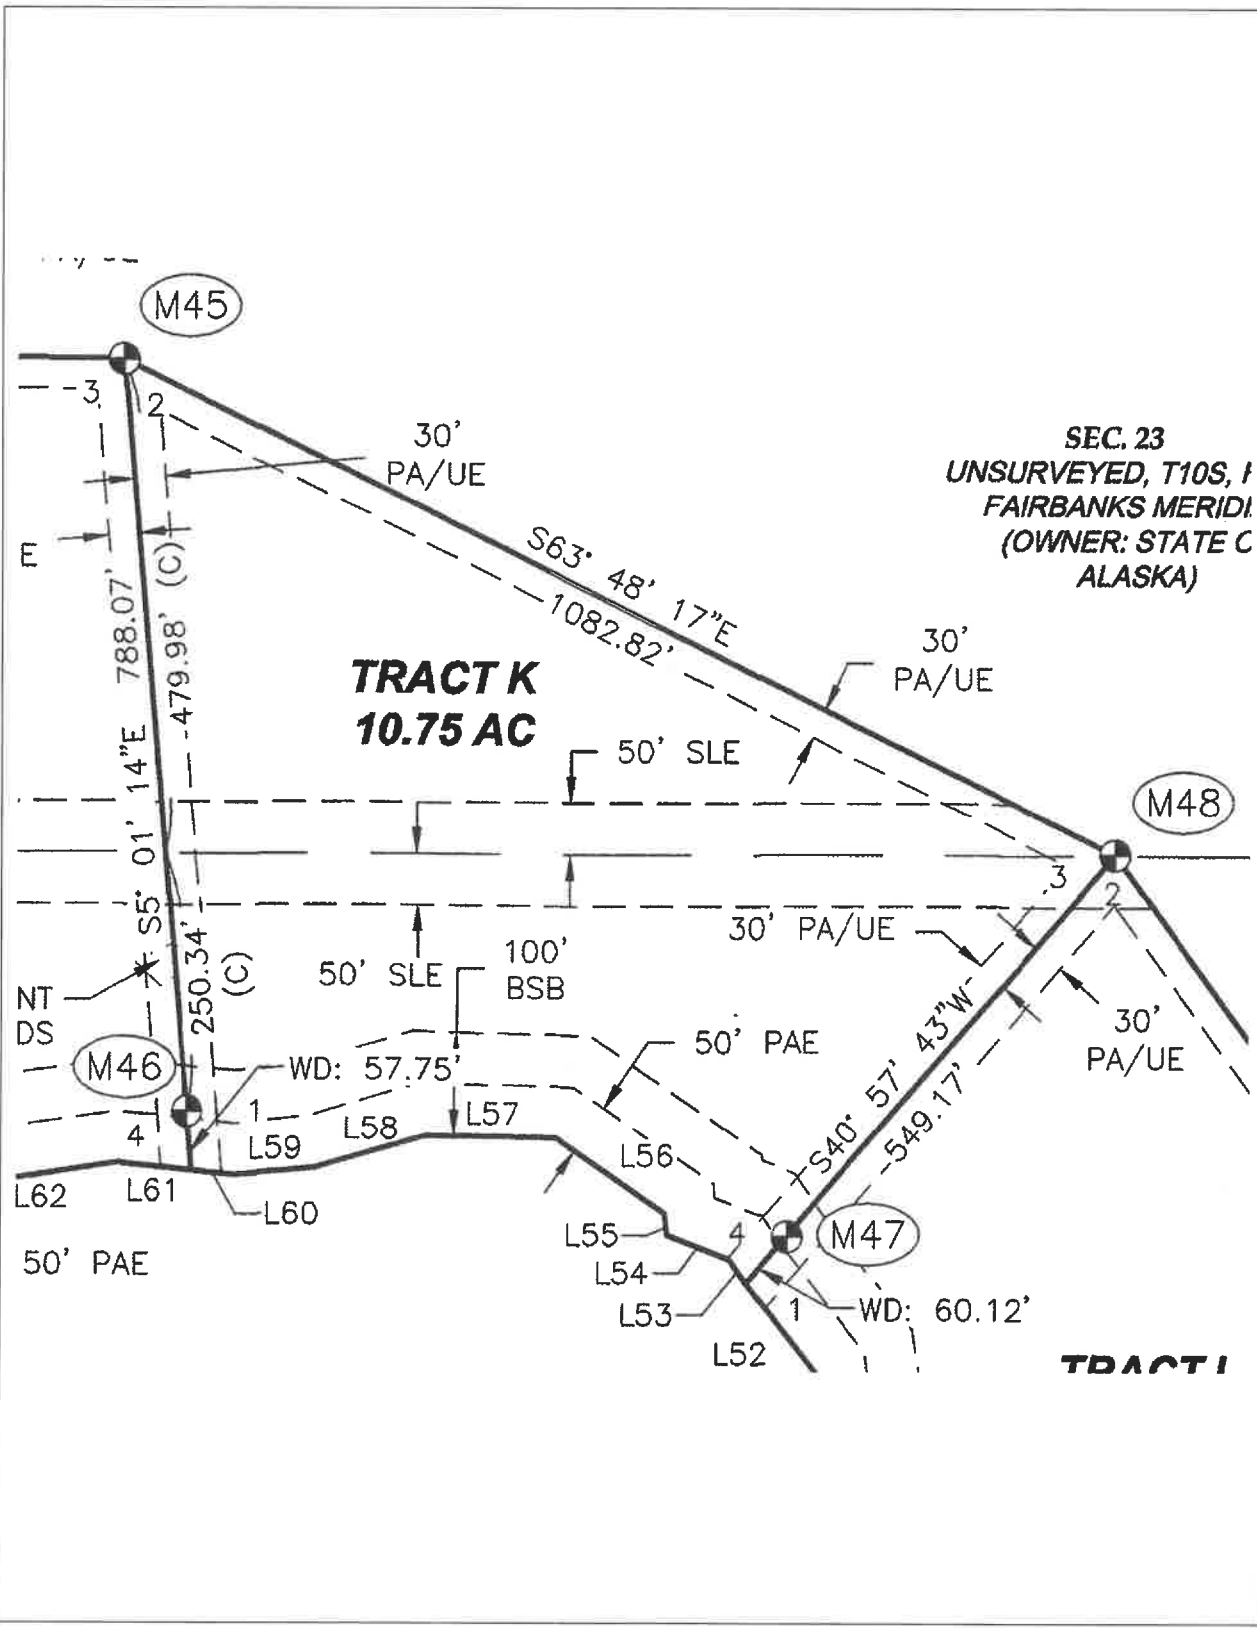 M45
3
2
30'
PA/UE
SEC. 23
UNSURVEYED, T10S,
FAIRBANKS
(OWNER: STATE
ALASKA)
E
S63° 48' 17"E
1082.82'
788.07'
479.98' (C)
S5° 01' 14"E
30'
PA/UE
TRACT K
10.75 AC
50' SLE
M48
3
2
30' PA/UE
100'
BSB
50' SLE
250.34'
(C)
NT
DS
M46
WD: 57.75'
50' PAE
30'
PA/UE
S40° 57' 43"W
549.17'
1
4
L57
L58
L59
L56
L62
L61
L60
L55
4
M47
L54
50' PAE
L53
1
WD: 60.12'
L52
TRACT